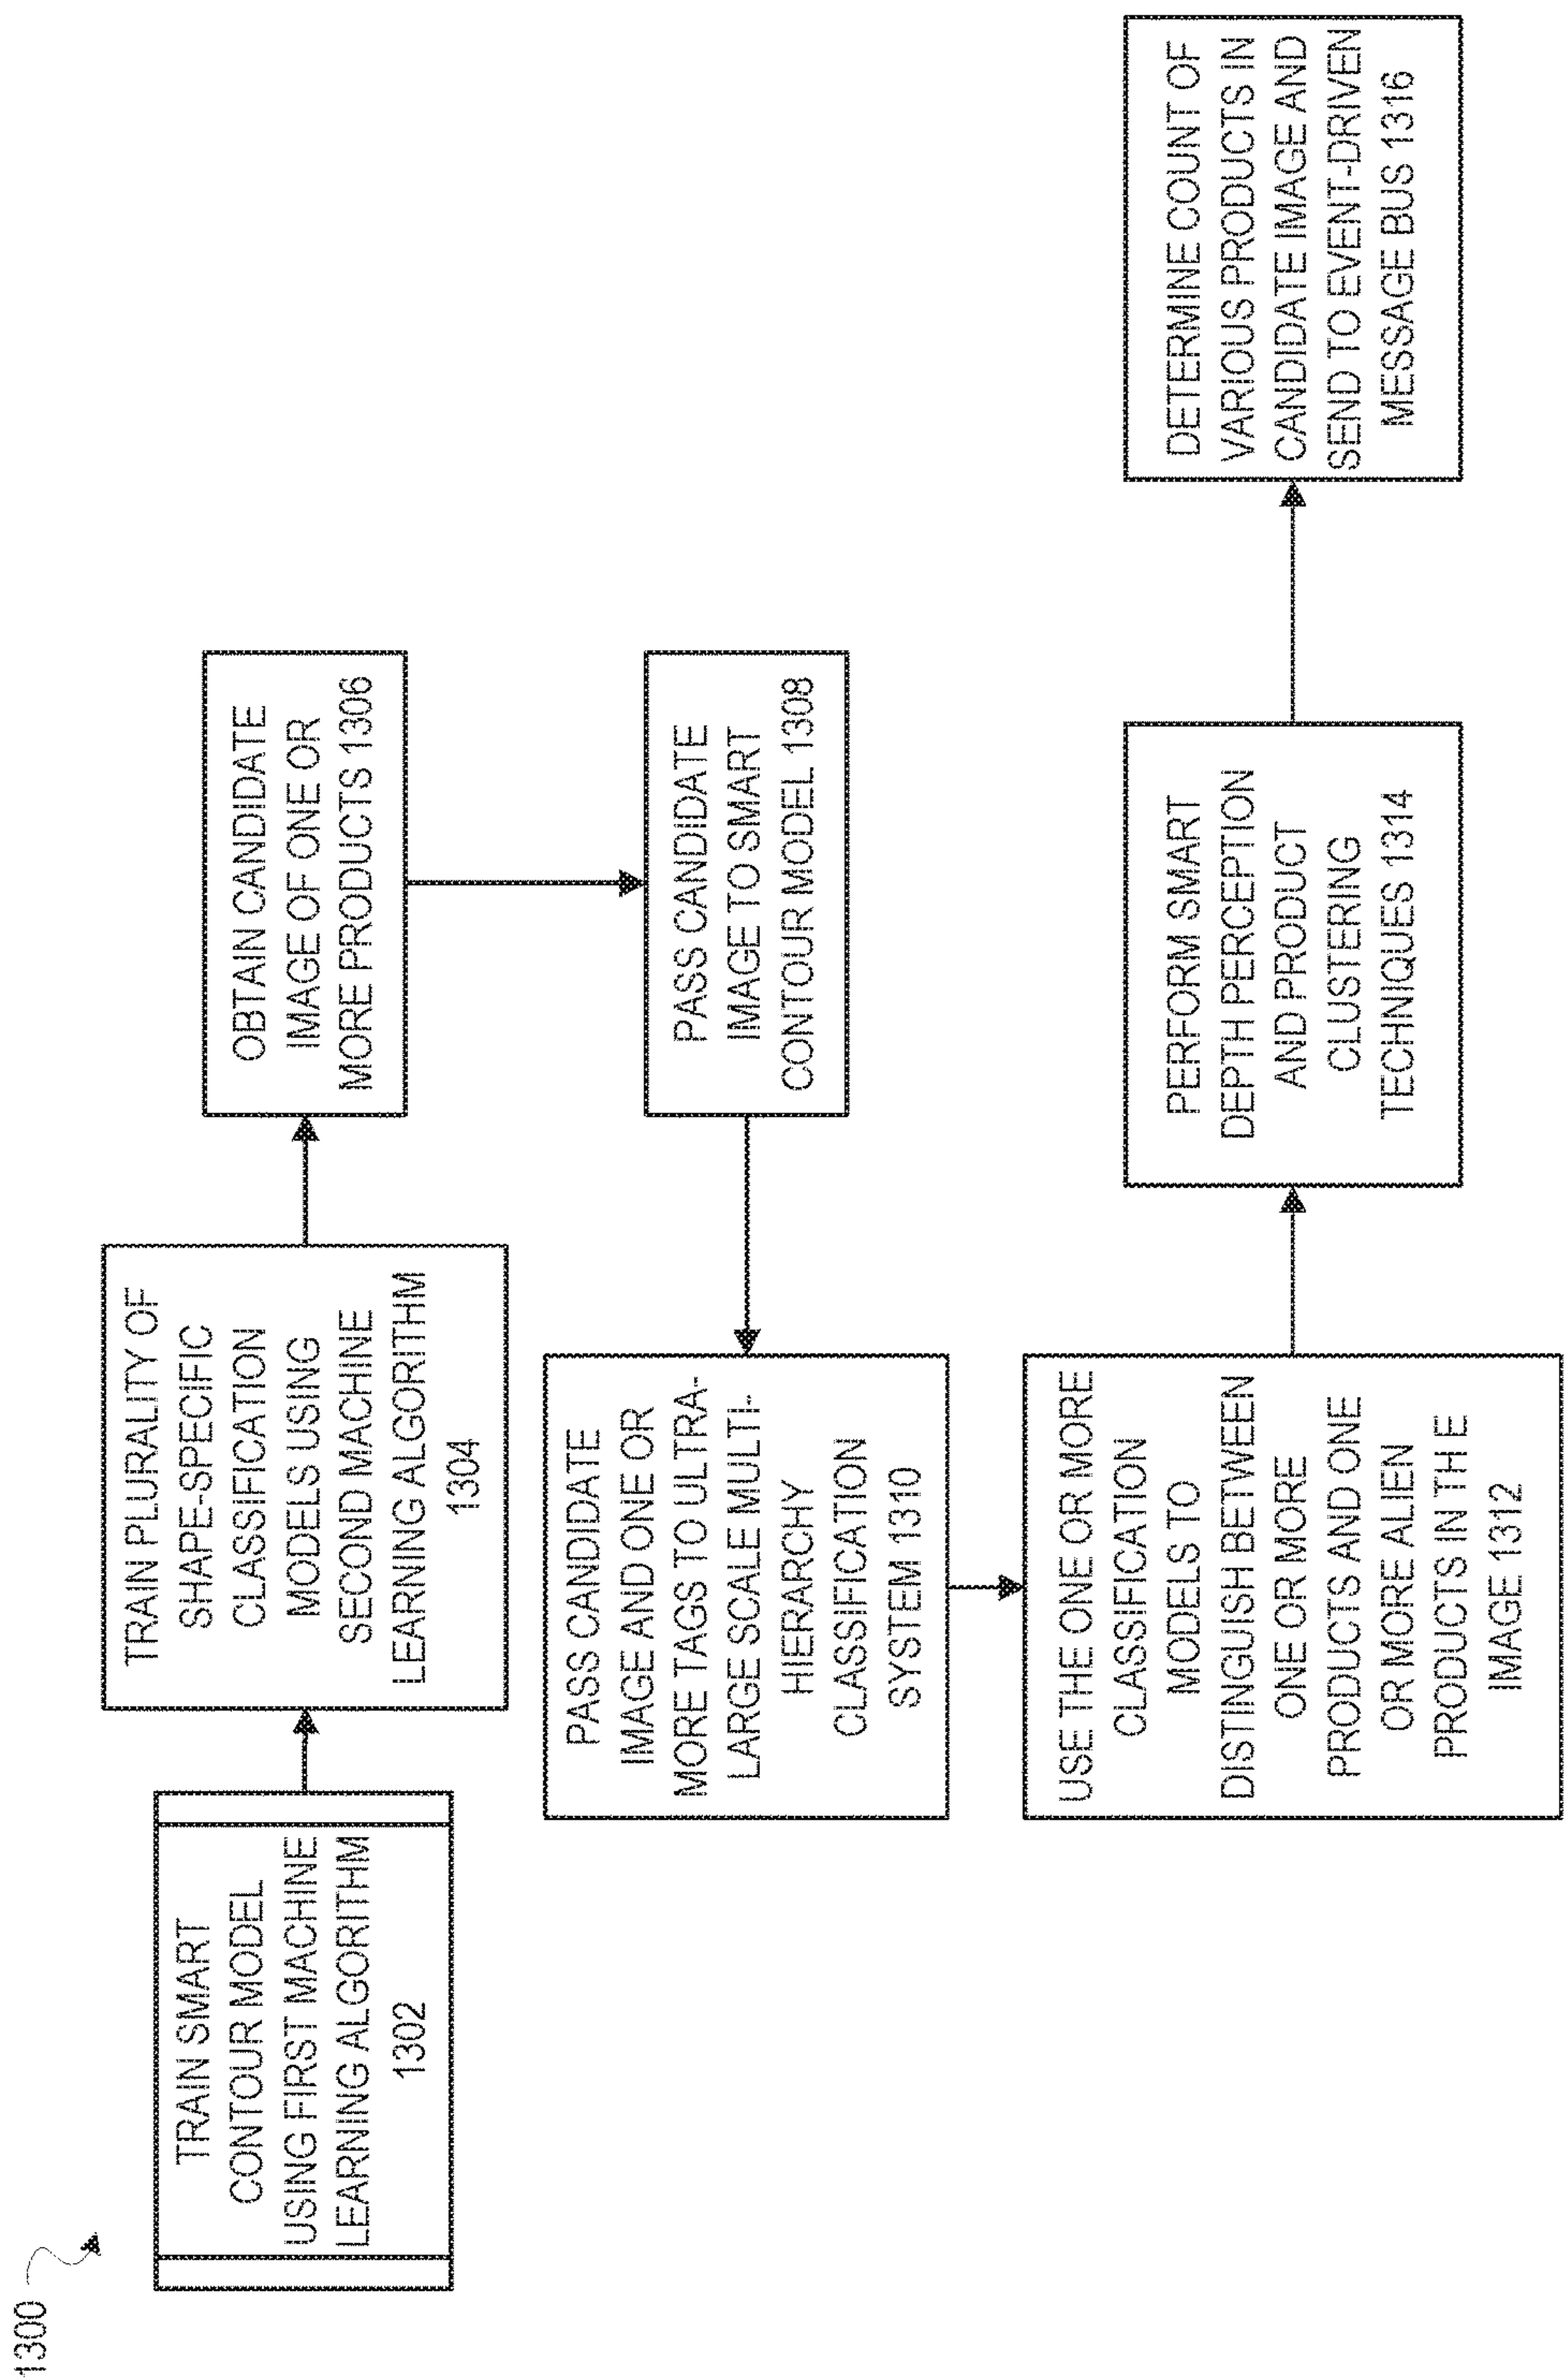 1300
TRAIN SMART
CONTOUR MODEL
USING FIRST MACHINE
LEARNING ALGORITHM
1302
TRAIN PLURALITY OF
SHAPE-SPECIFIC
CLASSIFICATION
MODELS USING
SECOND MACHINE
LEARNING ALGORITHM
1304
OBTAIN CANDIDATE
IMAGE OF ONE OR
MORE PRODUCTS 1306
PASS CANDIDATE
IMAGE TO SMART
CONTOUR MODEL 1308
PASS CANDIDATE
IMAGE AND ONE OR
MORE TAGS TO ULTRA-
LARGE SCALE MULTI-
HIERARCHY
CLASSIFICATION
SYSTEM 1310
USE THE ONE OR MORE
CLASSIFICATION
MODELS TO
DISTINGUISH BETWEEN
ONE OR MORE
PRODUCTS AND ONE
OR MORE ALIEN
PRODUCTS IN THE
IMAGE 1312
PERFORM SMART
DEPTH PERCEPTION
AND PRODUCT
CLUSTERING
TECHNIQUES 1314
DETERMINE COUNT OF
VARIOUS PRODUCTS IN
CANDIDATE IMAGE AND
SEND TO EVENT-DRIVEN
MESSAGE BUS 1316